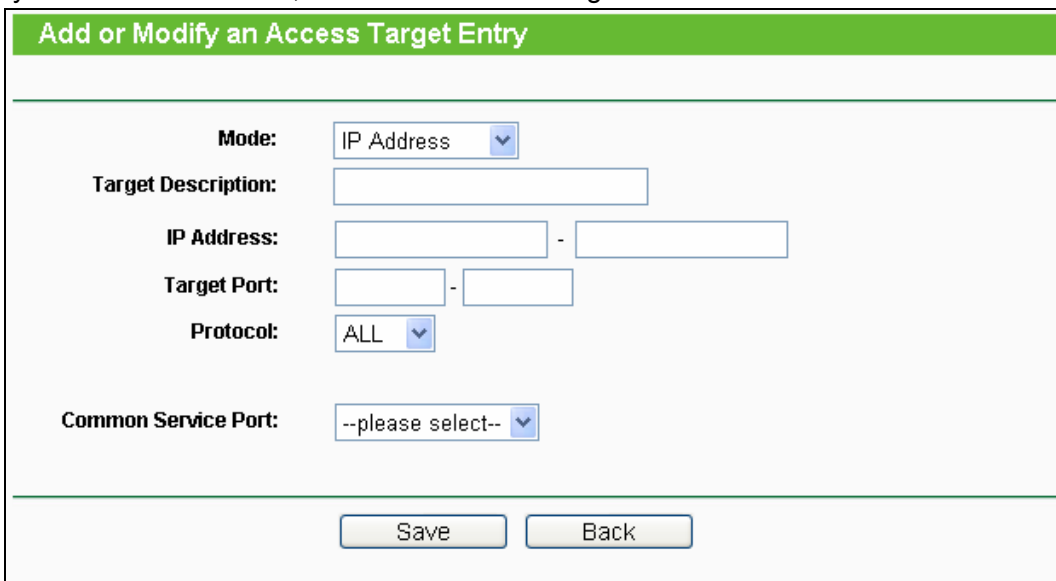 Add or Modify an Access Target Entry
Mode: IP Address
Target Description:
IP Address: -
Target Port: -
Protocol: ALL
Common Service Port: --please select--
Save Back